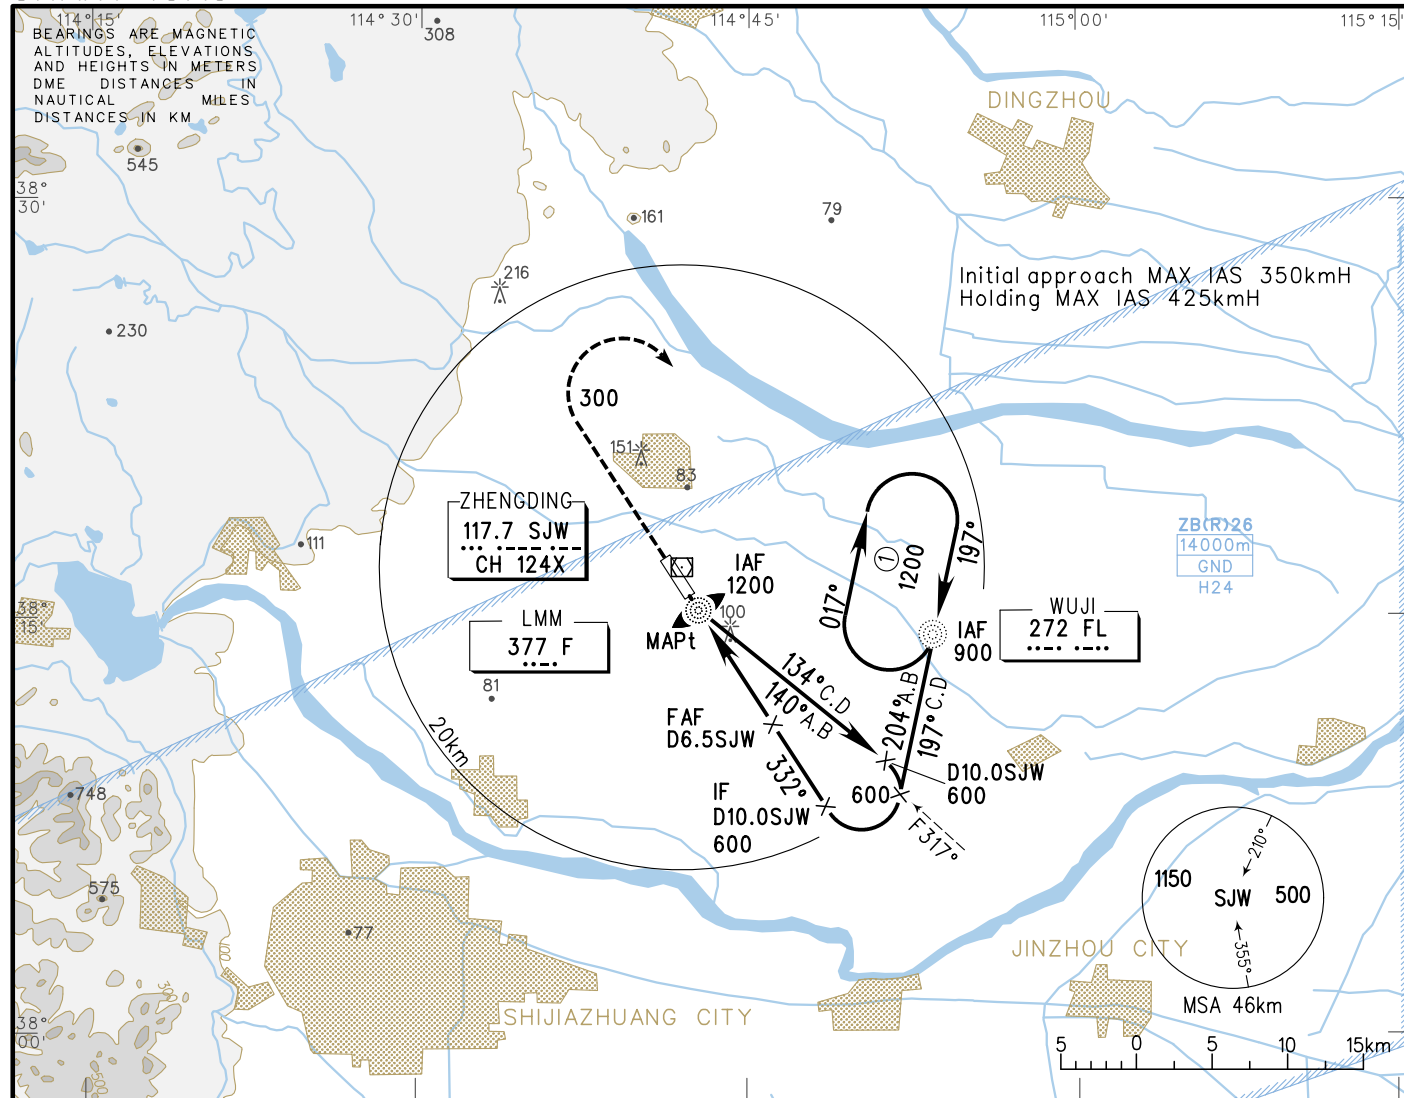 114°15'
114°30'
114°45'
115°00'
115°15'
BEARINGS ARE MAGNETIC
ALTITUDES, ELEVATIONS
AND HEIGHTS IN METERS
DME DISTANCES IN
NAUTICAL MILES
DISTANCES IN KM
308
DINGZHOU
545
38°
30'
161
79
216
Initial approach MAX IAS 350kmH
Holding MAX IAS 425kmH
230
300
151
83
ZHENGDING
117.7 SJW
CH 124X
111
197°
1
1200
017°
ZB(R)26
14000m
GND
H24
IAF
1200
38°
15'
LMM
377 F
MAPt
100
IAF
900
WUJI
272 FL
81
134°C.D
140°A.B
204°A.B
197°C.D
FAF
D6.5SJW
20km
332°
D10.0SJW
600
IF
D10.0SJW
600
600
F317°
748
210°
1150
SJW
500
575
355°
77
100
300
JINZHOU CITY
MSA 46km
SHIJIAZHUANG CITY
38°
00'
5 0 5 10 15km
500